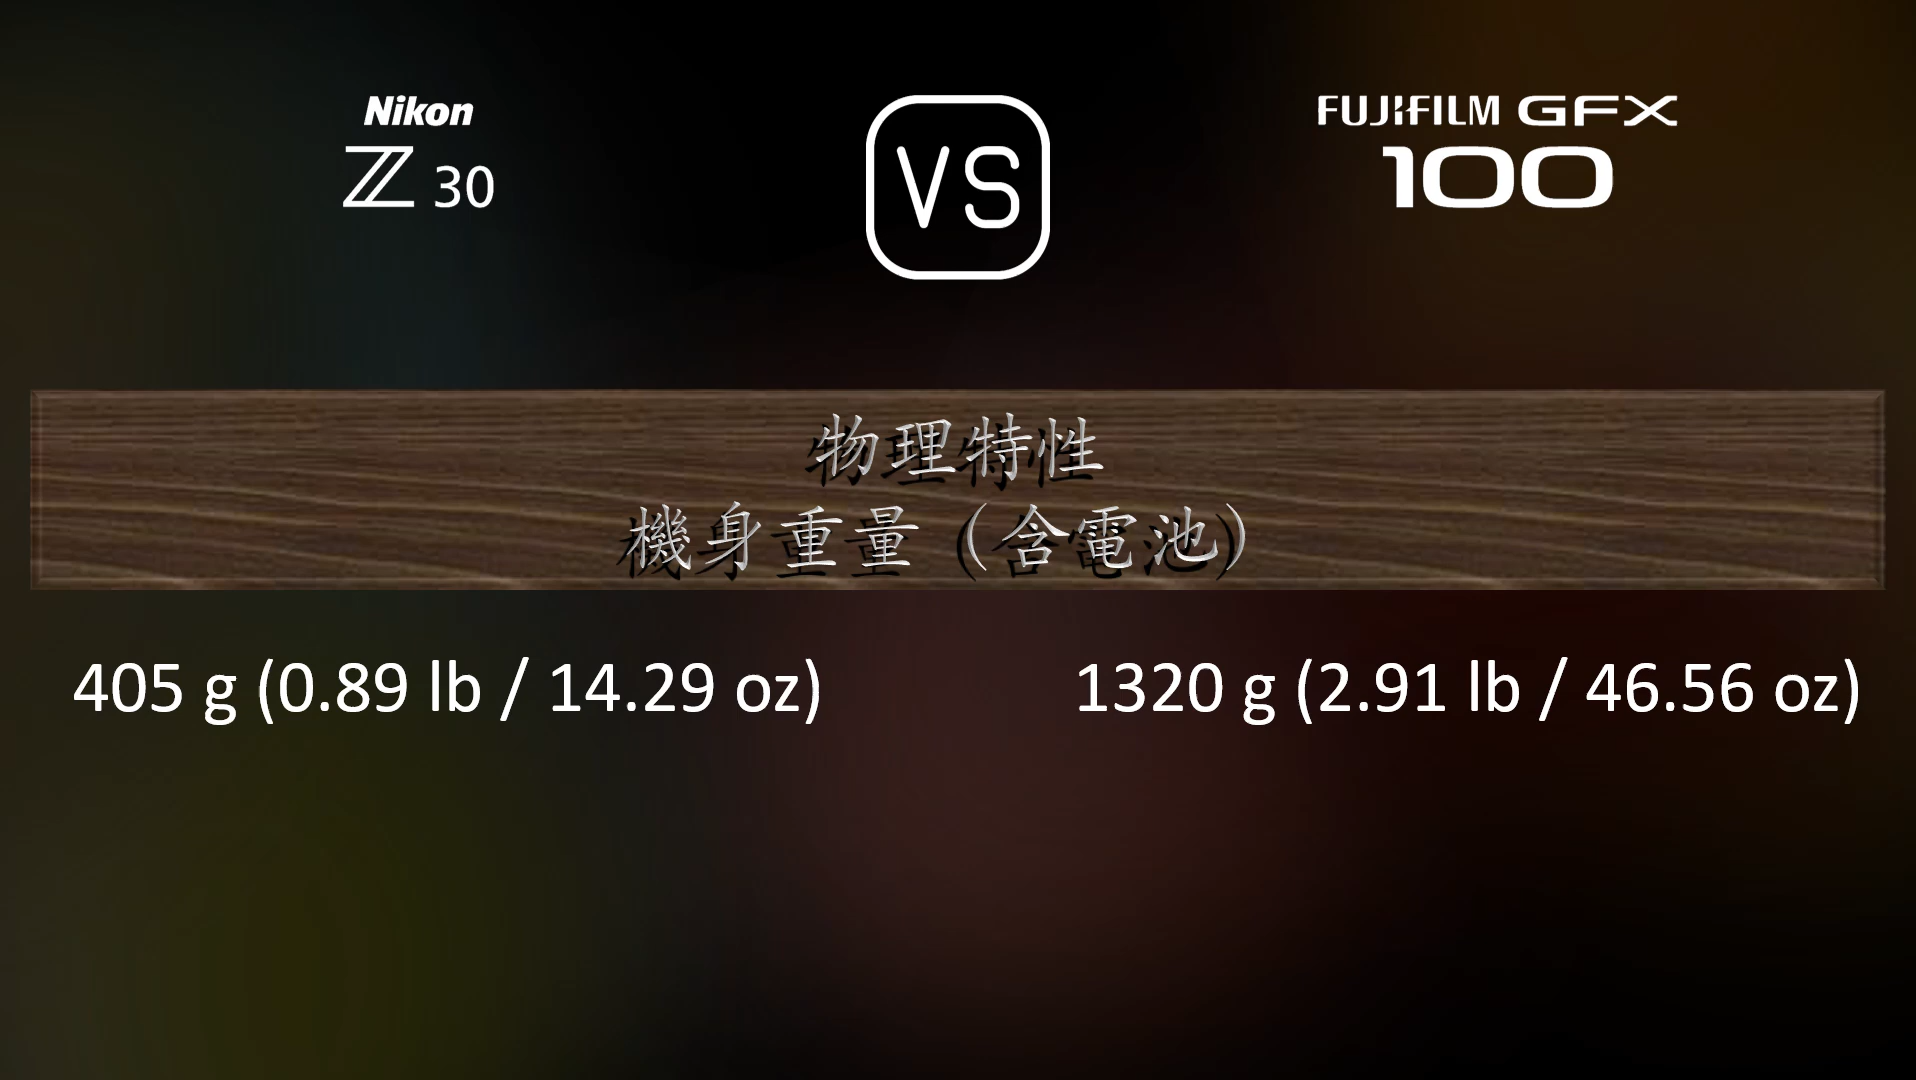 Nikon
Z 30
VS
FUJIFILM GFX
100
物理特性
機身重量（含電池）
405 g (0.89 lb / 14.29 oz)
1320 g (2.91 lb / 46.56 oz)